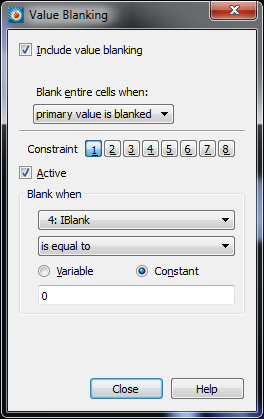 Value Blanking
Include value blanking
Blank entire cells when:
primary value is blanked
Constraint 1 2 3 4 5 6 7 8
Active
Blank when
4: IBlank
is equal to
Variable Constant
0
Close Help